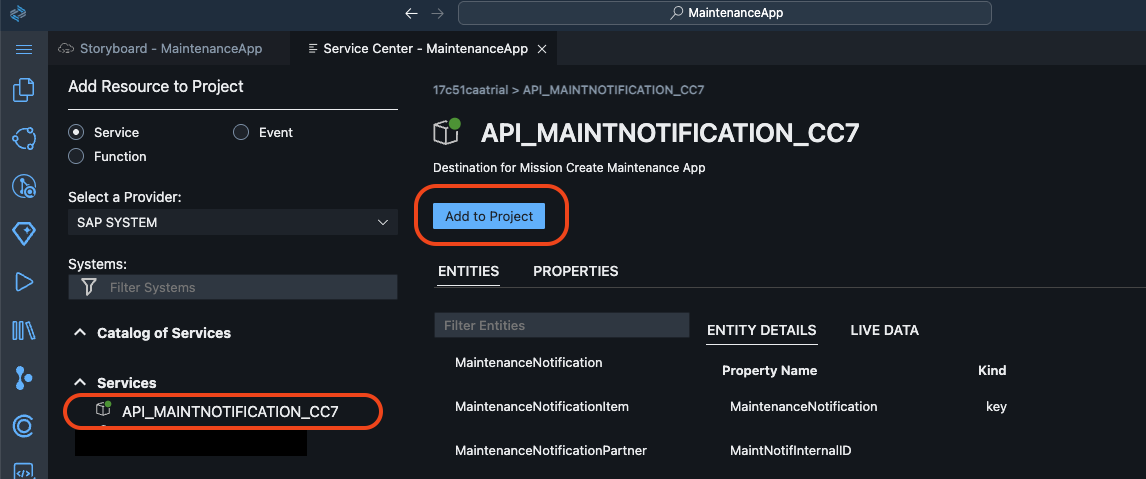 MaintenanceApp
Storyboard - MaintenanceApp
Service Center - MaintenanceApp
Add Resource to Project
Service
Event
Function
Select a Provider:
SAP SYSTEM
Systems:
Filter Systems
Catalog of Services
Services
API_MAINTNOTIFICATION_CC7
17c51caatrial > API_MAINTNOTIFICATION_CC7
API_MAINTNOTIFICATION_CC7
Destination for Mission Create Maintenance App
Add to Project
ENTITIES PROPERTIES
Filter Entities
MaintenanceNotification
MaintenanceNotificationItem
MaintenanceNotificationPartner
ENTITY DETAILS LIVE DATA
Property Name Kind
MaintenanceNotification key
MaintNotifInternalID